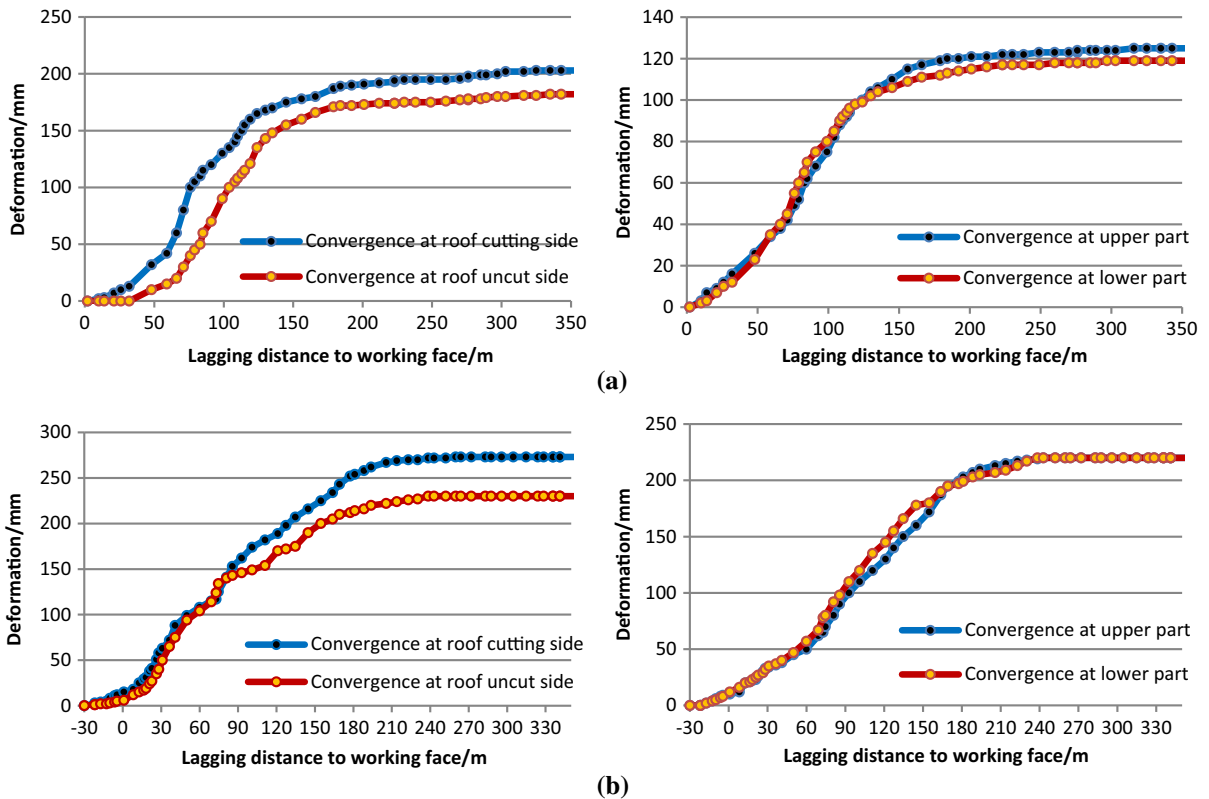 250
200
150
100
50
0
Deformation/mm
Convergence at roof cutting side
Convergence at roof uncut side
0 50 100 150 200 250 300 350
Lagging distance to working face/m
140
120
100
80
60
40
20
0
Deformation/mm
Convergence at upper part
Convergence at lower part
0 50 100 150 200 250 300 350
Lagging distance to working face/m
(a)
300
250
200
150
100
50
0
Deformation/mm
Convergence at roof cutting side
Convergence at roof uncut side
-30 0 30 60 90 120 150 180 210 240 270 300 330
Lagging distance to working face/m
250
200
150
100
50
0
Deformation/mm
Convergence at upper part
Convergence at lower part
-30 0 30 60 90 120 150 180 210 240 270 300 330
Lagging distance to working face/m
(b)